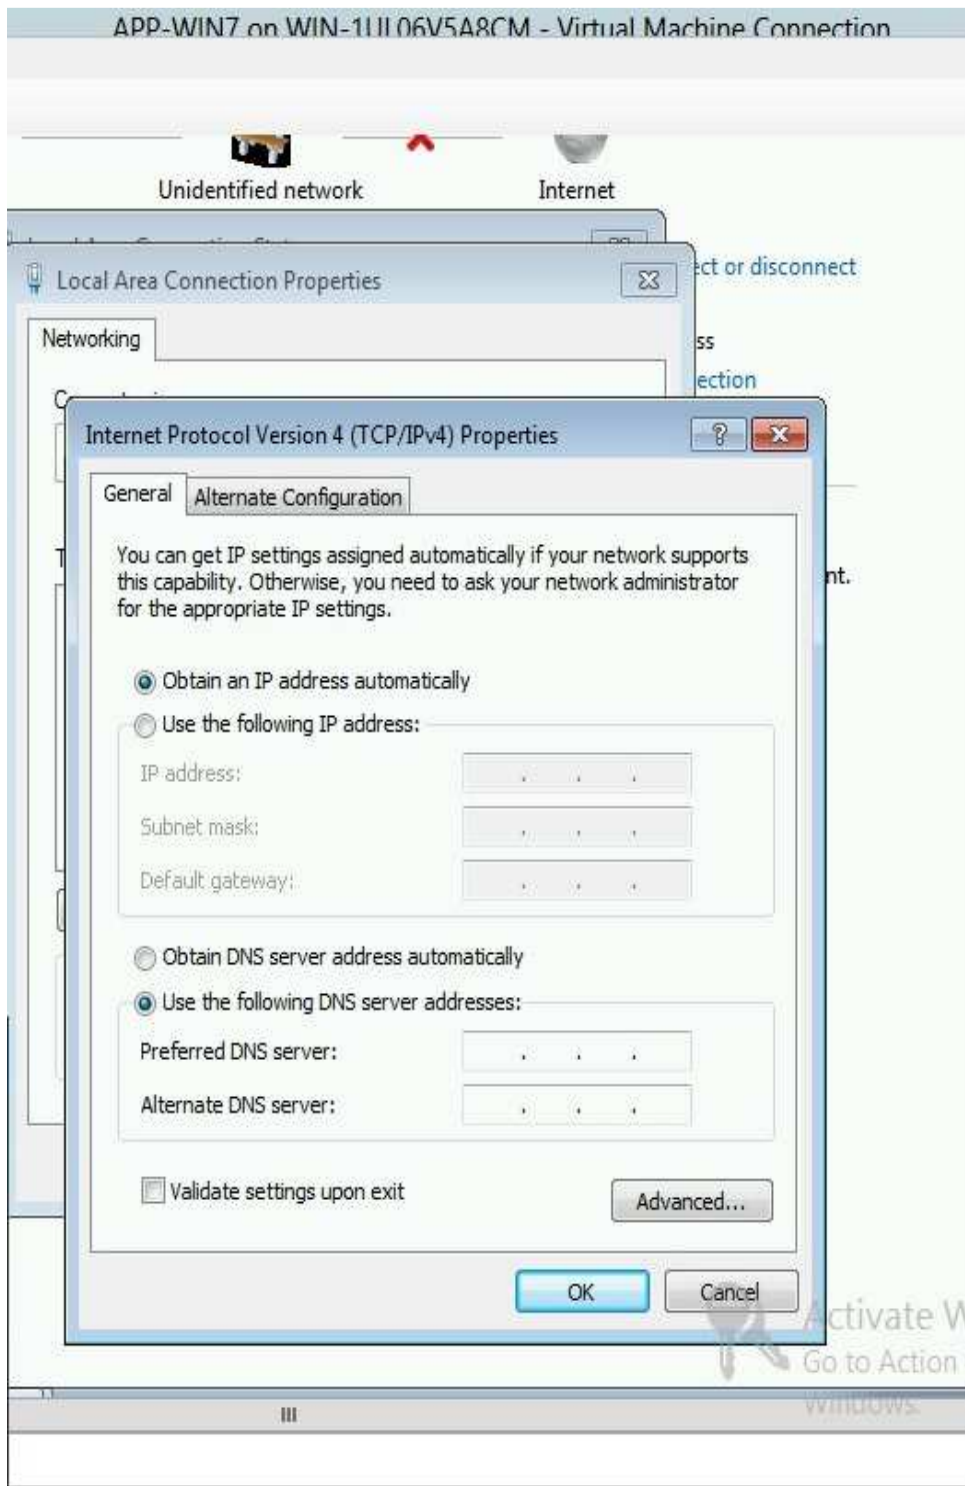 APP-WIN7 on WIN-1UL06V5A8CM - Virtual Machine Connection
Unidentified network
Internet
Local Area Connection
ect or disconnect
Local Area Connection Properties
Networking
ss
ection
Internet Protocol Version 4 (TCP/IPv4) Properties
General
Alternate Configuration
You can get IP settings assigned automatically if your network supports
this capability. Otherwise, you need to ask your network administrator
for the appropriate IP settings.
nt.
Obtain an IP address automatically
Use the following IP address:
IP address:
Subnet mask:
Default gateway:
Obtain DNS server address automatically
Use the following DNS server addresses:
Preferred DNS server:
Alternate DNS server:
Validate settings upon exit
Advanced...
OK
Cancel
Activate W
Go to Action
Windows.